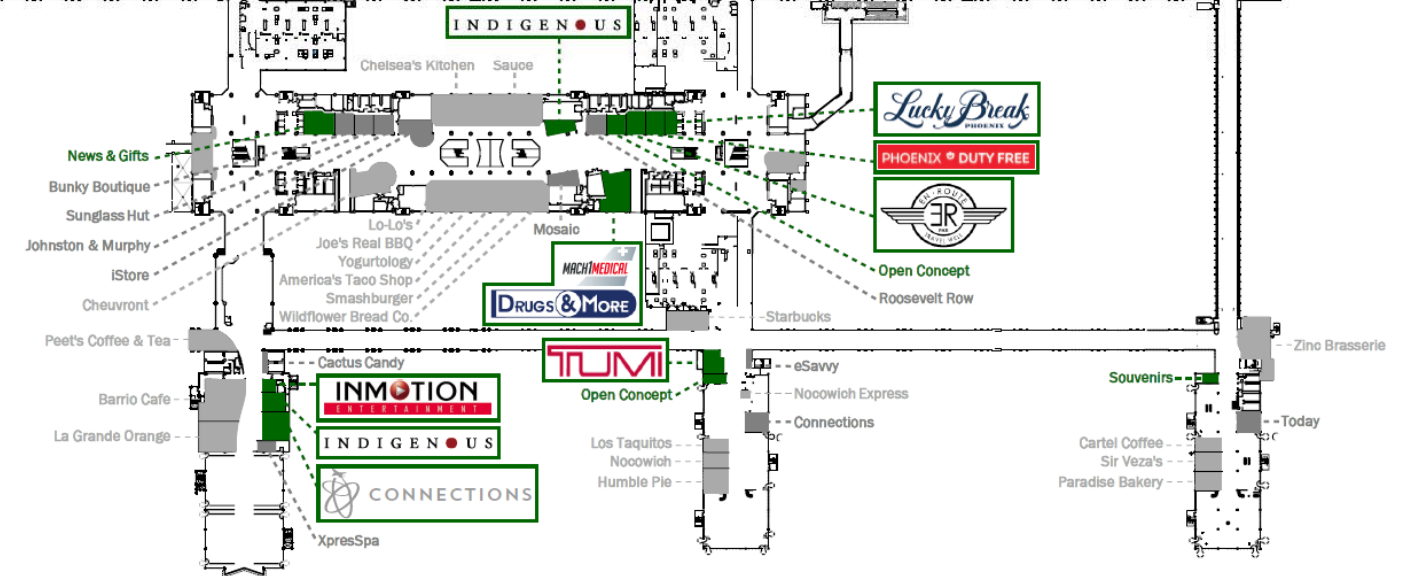 INDIGENOUS
Chelsea's Kitchen
Sauce
Lucky Break
PHOENIX
PHOENIX DUTY FREE
News & Gifts
Bunky Boutique
Sunglass Hut
Johnston & Murphy
iStore
Cheuvront
Lo-Lo's
Joe's Real BBQ
Yogurtology
America's Taco Shop
Smashburger
Wildflower Bread Co.
Mosaic
MACH1MEDICAL
DRUGS & MORE
EN·ROUTE
ER
PHX
TRAVEL WELL
Open Concept
Roosevelt Row
Starbucks
Peet's Coffee & Tea
Cactus Candy
INMOTION
ENTERTAINMENT
INDIGENOUS
CONNECTIONS
XpresSpa
Barrio Cafe
La Grande Orange
TUMI
Open Concept
eSavvy
Nocowich Express
Connections
Los Taquitos
Nocowich
Humble Pie
Zinc Brasserie
Souvenirs
Today
Cartel Coffee
Sir Veza's
Paradise Bakery